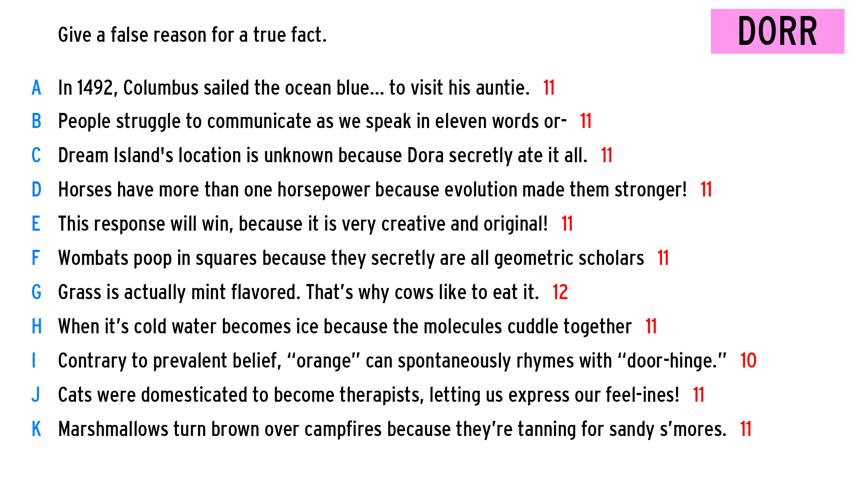 Give a false reason for a true fact.
DORR
A In 1492, Columbus sailed the ocean blue... to visit his auntie. 11
B People struggle to communicate as we speak in eleven words or- 11
C Dream Island's location is unknown because Dora secretly ate it all. 11
D Horses have more than one horsepower because evolution made them stronger! 11
E This response will win, because it is very creative and original! 11
F Wombats poop in squares because they secretly are all geometric scholars 11
G Grass is actually mint flavored. That's why cows like to eat it. 12
H When it's cold water becomes ice because the molecules cuddle together 11
I Contrary to prevalent belief, “orange” can spontaneously rhymes with “door-hinge.” 10
J Cats were domesticated to become therapists, letting us express our feel-ines! 11
K Marshmallows turn brown over campfires because they're tanning for sandy s'mores. 11